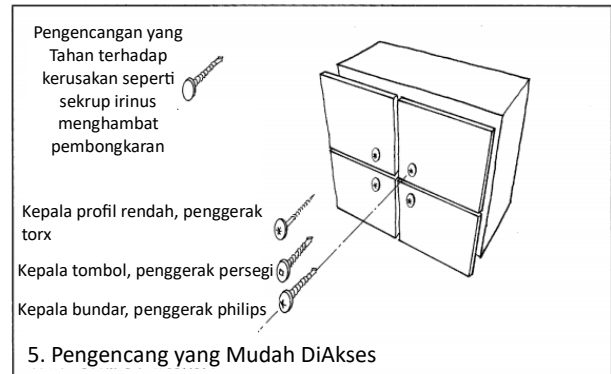 Pengencangan yang
Tahan terhadap
kerusakan seperti
sekrup irinus
menghambat
pembongkaran
Kepala profil rendah, penggerak
torx
Kepala tombol, penggerak persegi
Kepala bundar, penggerak philips
5. Pengencang yang Mudah DiAkses